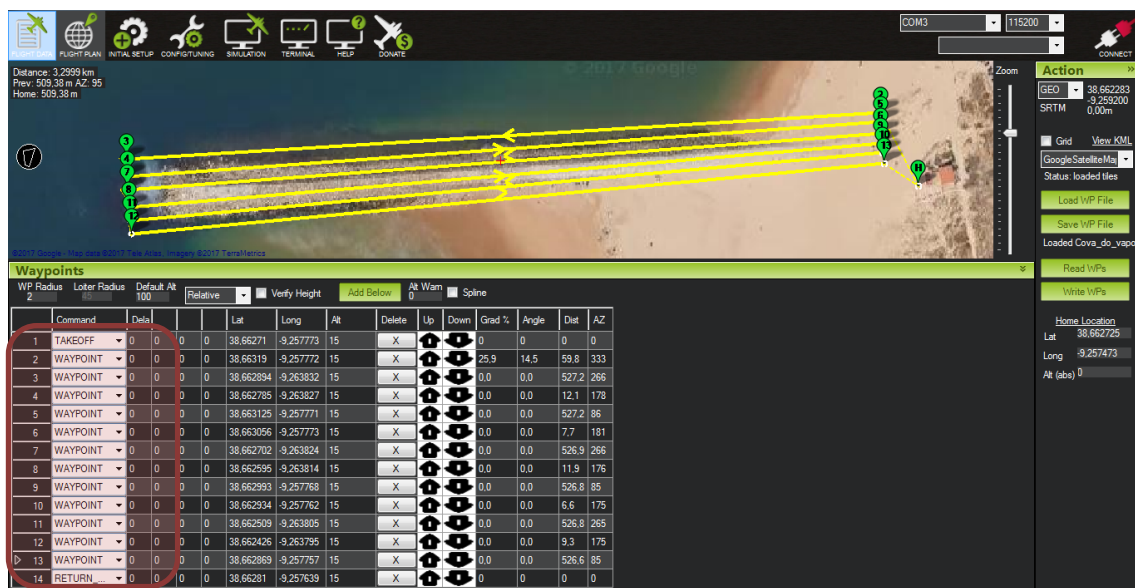 COM3 115200
FLIGHT DATA FLIGHT PLAN INITIAL SETUP CONFIG/TUNING SIMULATION TERMINAL HELP DONATE CONNECT
Distance: 3,2999 km
Prev: 509,38 m AZ: 95
Home: 509,38 m
© 2017 Google
Zoom
2
5
6
9
10
13
H
3
4
7
8
11
12
©2017 Google - Map data ©2017 Tele Atlas, Imagery ©2017 TerraMetrics
Action »
GEO 38,662283
-9,259200
SRTM 0,00m
Grid View KML
GoogleSatelliteMap
Status: loaded tiles
Load WP File
Save WP File
Loaded Cova_do_vapo
Read WPs
Write WPs
Home Location
Lat 38,662725
Long -9,257473
Alt (abs) 0
Waypoints
WP Radius Loiter Radius Default Alt Alt Warn
2 45 100 Relative Verify Height Add Below 0 Spline
Command Dela Lat Long Alt Delete Up Down Grad % Angle Dist AZ
1 TAKEOFF 0 0 0 0 38,66271 -9,257773 15 X 0 0 0 0
2 WAYPOINT 0 0 0 0 38,66319 -9,257772 15 X 25,9 14,5 59,8 333
3 WAYPOINT 0 0 0 0 38,662894 -9,263832 15 X 0,0 0,0 527,2 266
4 WAYPOINT 0 0 0 0 38,662785 -9,263827 15 X 0,0 0,0 12,1 178
5 WAYPOINT 0 0 0 0 38,663125 -9,257771 15 X 0,0 0,0 527,2 86
6 WAYPOINT 0 0 0 0 38,663056 -9,257773 15 X 0,0 0,0 7,7 181
7 WAYPOINT 0 0 0 0 38,662702 -9,263824 15 X 0,0 0,0 526,9 266
8 WAYPOINT 0 0 0 0 38,662595 -9,263814 15 X 0,0 0,0 11,9 176
9 WAYPOINT 0 0 0 0 38,662993 -9,257768 15 X 0,0 0,0 526,8 85
10 WAYPOINT 0 0 0 0 38,662934 -9,257762 15 X 0,0 0,0 6,6 175
11 WAYPOINT 0 0 0 0 38,662509 -9,263805 15 X 0,0 0,0 526,8 265
12 WAYPOINT 0 0 0 0 38,662426 -9,263795 15 X 0,0 0,0 9,3 175
13 WAYPOINT 0 0 0 0 38,662869 -9,257757 15 X 0,0 0,0 526,6 85
14 RETURN_... 0 0 0 0 38,66281 -9,257639 15 X 0 0 0 0